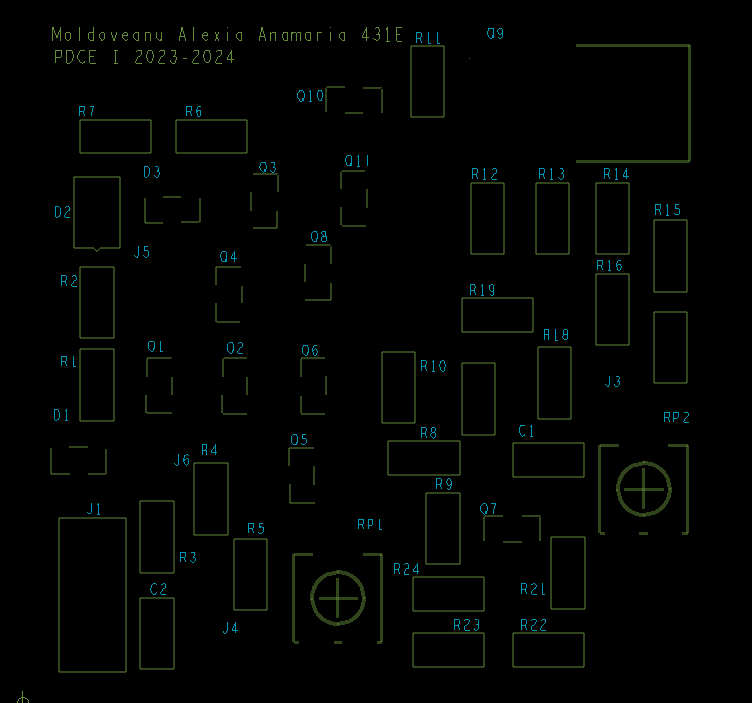 Moldoveanu Alexia Anamaria 431E
PDCE I 2023-2024
R11
Q9
Q10
R7
R6
D3
Q3
Q11
R12
R13
R14
R15
D2
J5
Q4
Q8
R16
R2
R19
R1
Q1
Q2
Q6
R10
R18
J3
D1
RP2
R8
C1
J6
R4
Q5
R9
Q7
J1
R5
RP1
R3
R24
C2
R21
J4
R23
R22